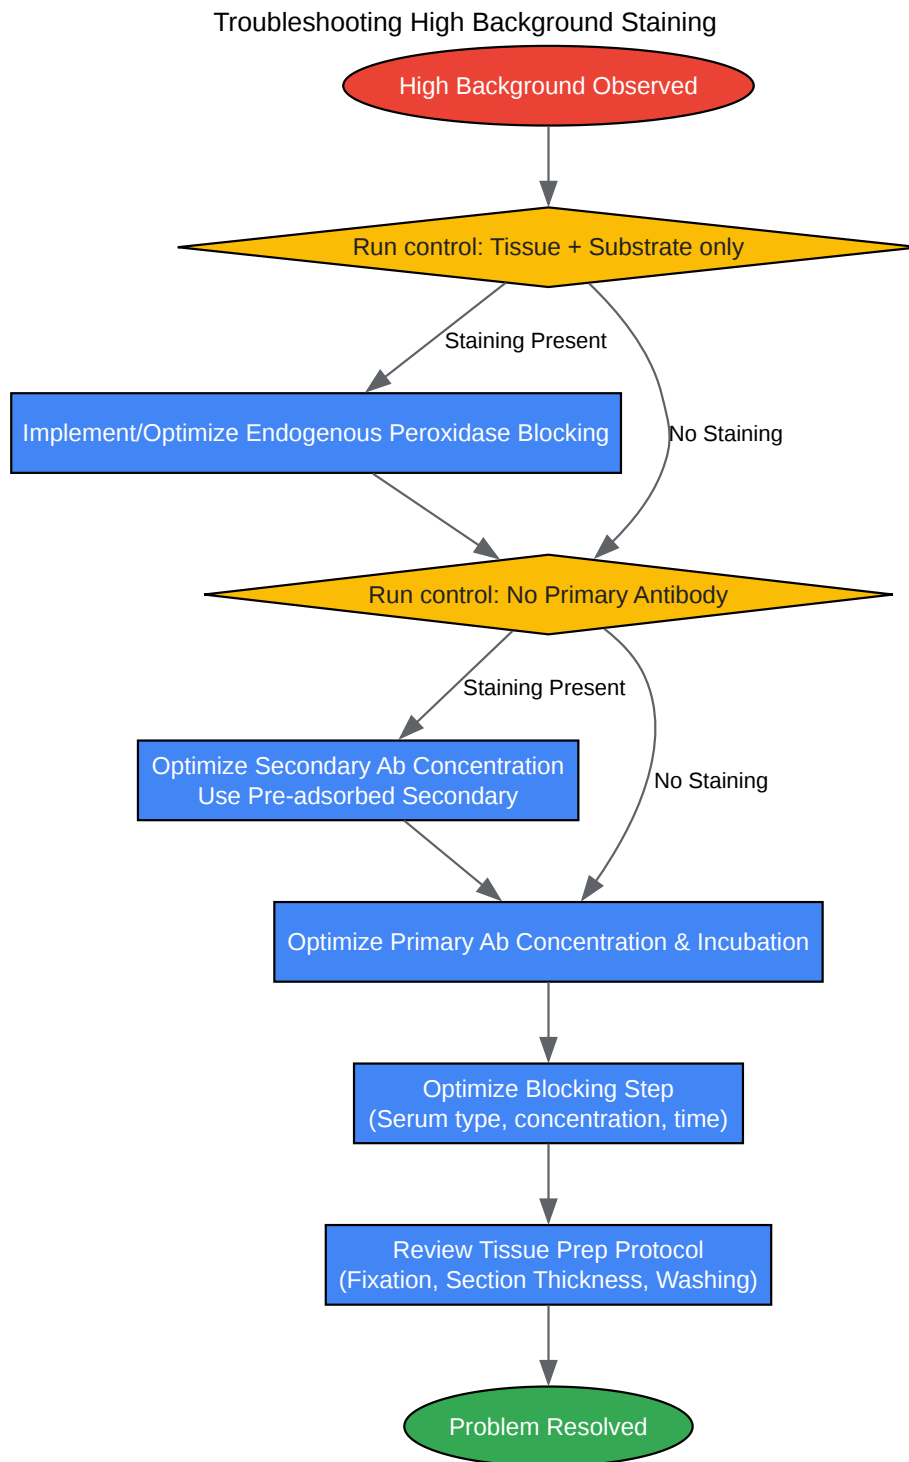 Troubleshooting High Background Staining
High Background Observed
Run control: Tissue + Substrate only
Staining Present
Implement/Optimize Endogenous Peroxidase Blocking
No Staining
Run control: No Primary Antibody
Staining Present
Optimize Secondary Ab Concentration
Use Pre-adsorbed Secondary
No Staining
Optimize Primary Ab Concentration & Incubation
Optimize Blocking Step
(Serum type, concentration, time)
Review Tissue Prep Protocol
(Fixation, Section Thickness, Washing)
Problem Resolved